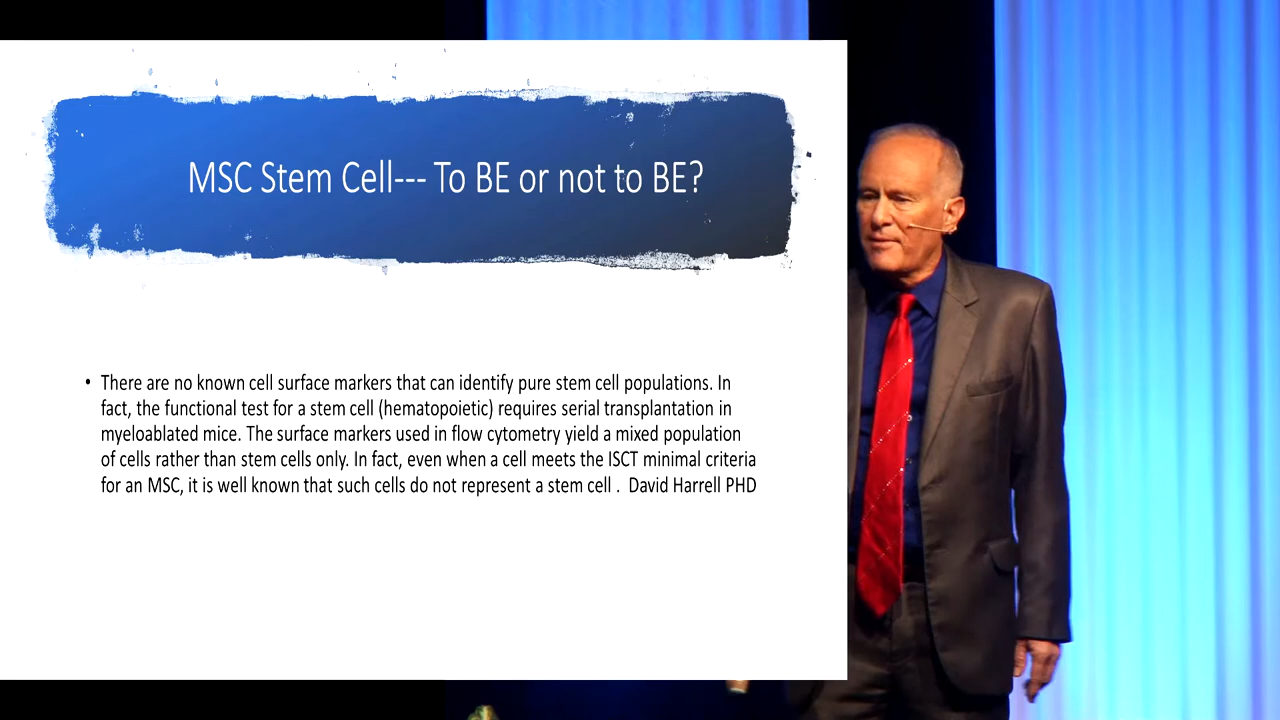 MSC Stem Cell--- To BE or not to BE?
• There are no known cell surface markers that can identify pure stem cell populations. In
fact, the functional test for a stem cell (hematopoietic) requires serial transplantation in
myeloablated mice. The surface markers used in flow cytometry yield a mixed population
of cells rather than stem cells only. In fact, even when a cell meets the ISCT minimal criteria
for an MSC, it is well known that such cells do not represent a stem cell . David Harrell PHD